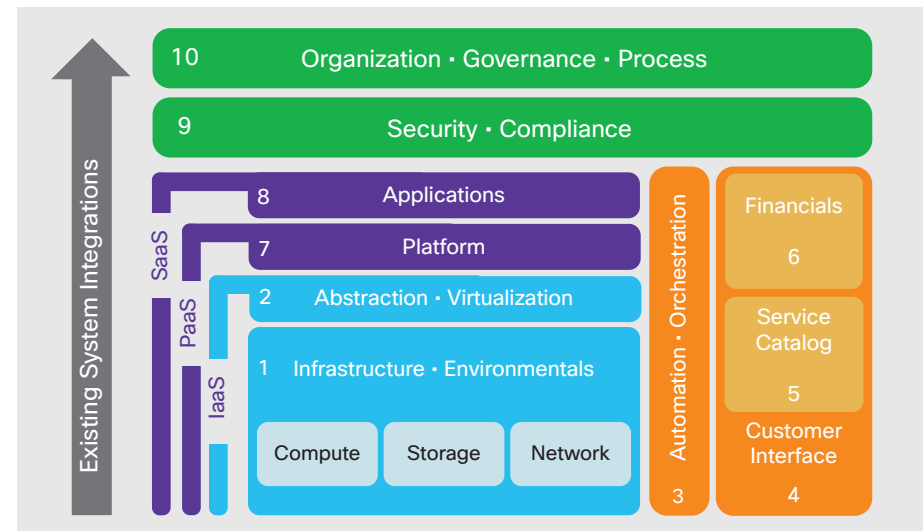 10 Organization · Governance · Process
9 Security · Compliance
Existing System Integrations
SaaS
PaaS
IaaS
8 Applications
7 Platform
2 Abstraction · Virtualization
1 Infrastructure · Environmentals
Compute
Storage
Network
Automation · Orchestration
3
Financials
6
Service
Catalog
5
Customer
Interface
4